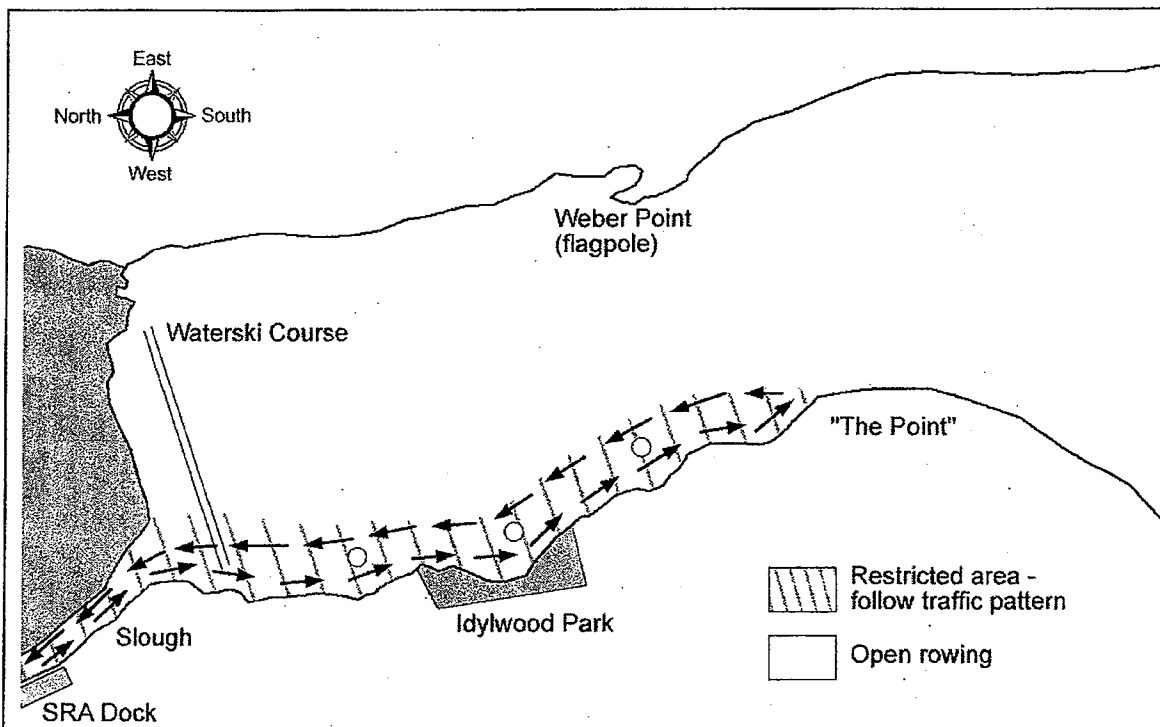 East
North
South
West
Weber Point
(flagpole)
Waterski Course
"The Point"
Restricted area -
follow traffic pattern
Idylwood Park
Slough
Open rowing
SRA Dock